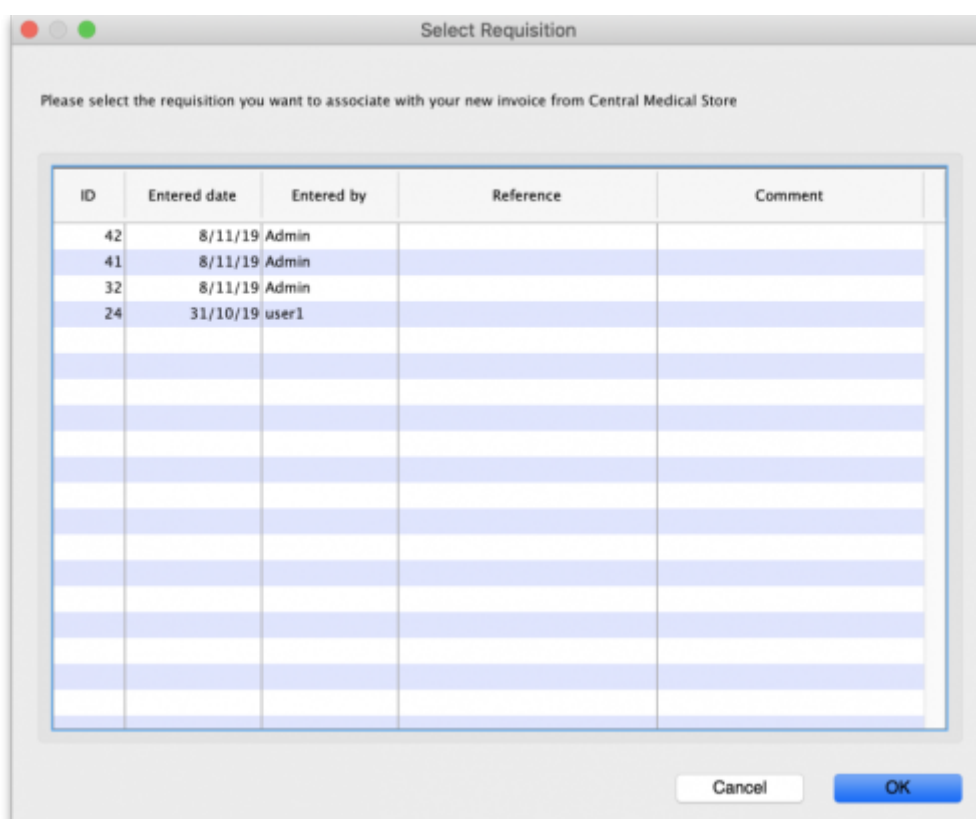 Select Requisition
Please select the requisition you want to associate with your new invoice from Central Medical Store
ID Entered date Entered by Reference Comment
42 8/11/19 Admin
41 8/11/19 Admin
32 8/11/19 Admin
24 31/10/19 user1
Cancel OK